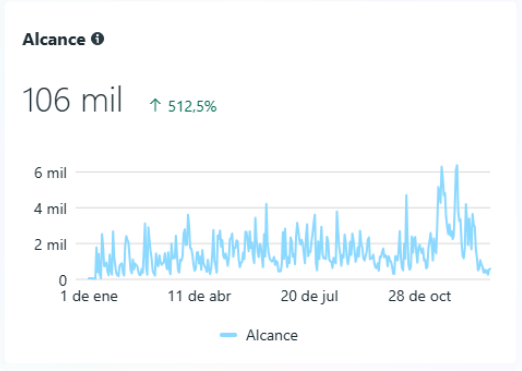 Alcance
106 mil ↑ 512,5%
6 mil
4 mil
2 mil
0
1 de ene 11 de abr 20 de jul 28 de oct
Alcance